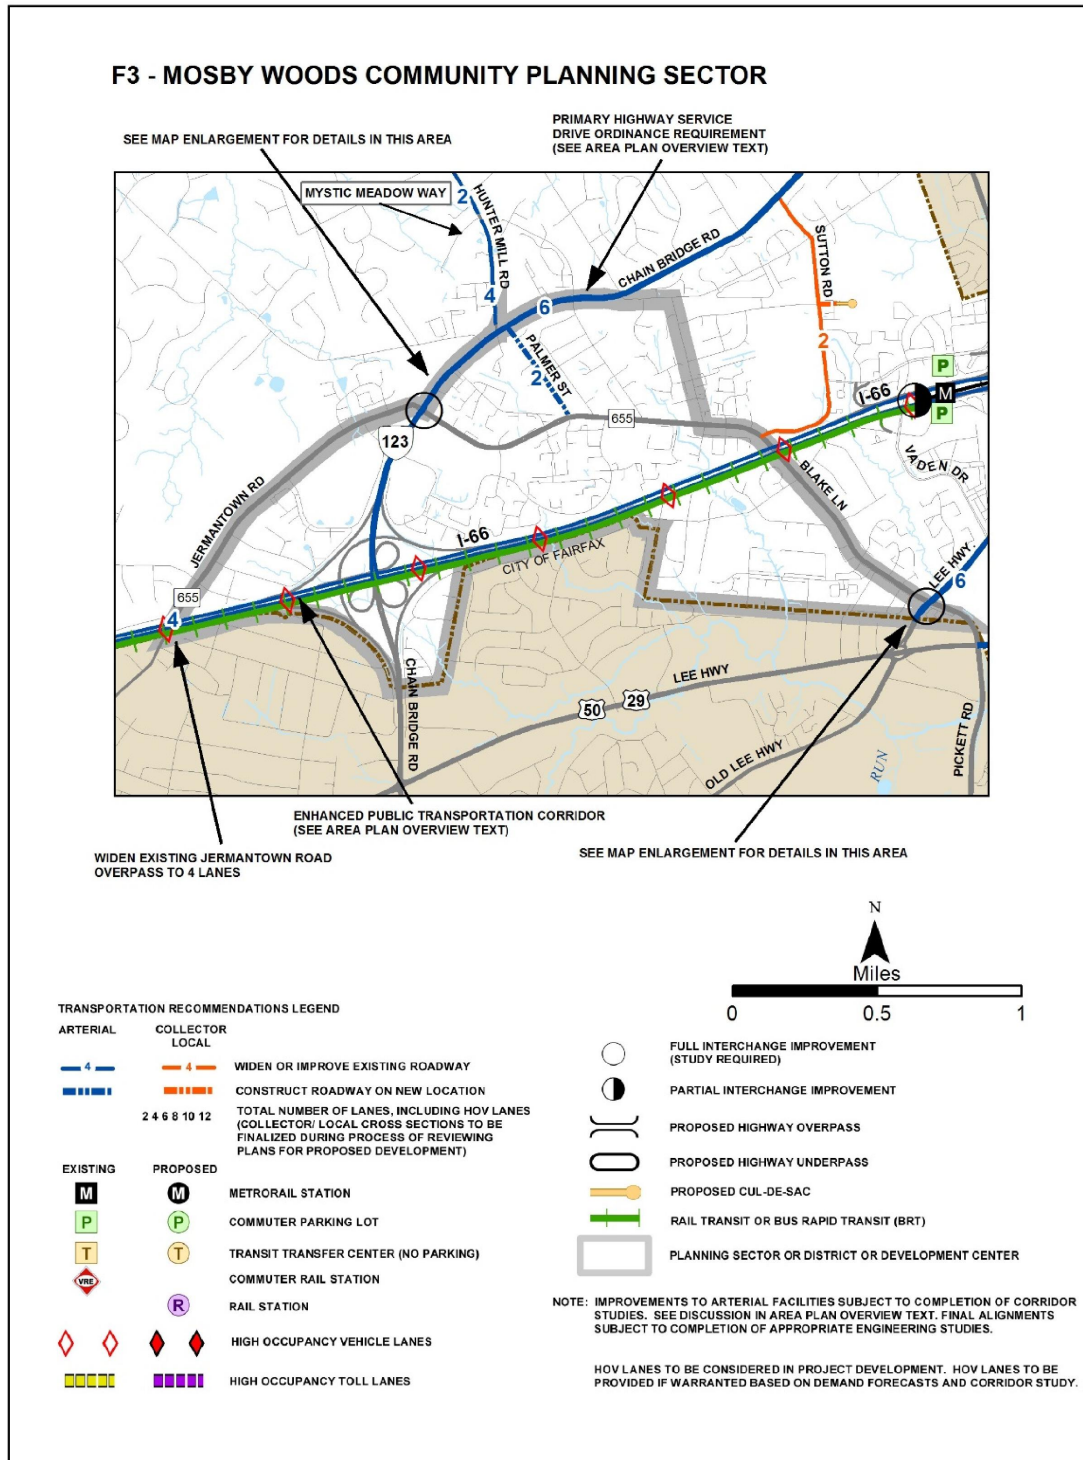 F3 - MOSBY WOODS COMMUNITY PLANNING SECTOR
PRIMARY HIGHWAY SERVICE
DRIVE ORDINANCE REQUIREMENT
(SEE AREA PLAN OVERVIEW TEXT)
SEE MAP ENLARGEMENT FOR DETAILS IN THIS AREA
MYSTIC MEADOW WAY
2
HUNTER MILL RD
4
6
CHAIN BRIDGE RD
SUTTON RD
2
PALMER ST
2
P
M
P
I-66
655
123
VADEN DR
BLAKE LN
JERMANTOWN RD
I-66
CITY OF FAIRFAX
LEE HWY
6
655
4
CHAIN BRIDGE RD
LEE HWY
50
29
OLD LEE HWY
RUN
PICKETT RD
ENHANCED PUBLIC TRANSPORTATION CORRIDOR
(SEE AREA PLAN OVERVIEW TEXT)
WIDEN EXISTING JERMANTOWN ROAD
OVERPASS TO 4 LANES
SEE MAP ENLARGEMENT FOR DETAILS IN THIS AREA
N
Miles
0 0.5 1
TRANSPORTATION RECOMMENDATIONS LEGEND
ARTERIAL
COLLECTOR
LOCAL
4 4 WIDEN OR IMPROVE EXISTING ROADWAY
CONSTRUCT ROADWAY ON NEW LOCATION
2 4 6 8 10 12 TOTAL NUMBER OF LANES, INCLUDING HOV LANES
(COLLECTOR/ LOCAL CROSS SECTIONS TO BE
FINALIZED DURING PROCESS OF REVIEWING
PLANS FOR PROPOSED DEVELOPMENT)
EXISTING PROPOSED
M M METRORAIL STATION
P P COMMUTER PARKING LOT
T T TRANSIT TRANSFER CENTER (NO PARKING)
VRE COMMUTER RAIL STATION
R RAIL STATION
HIGH OCCUPANCY VEHICLE LANES
HIGH OCCUPANCY TOLL LANES
FULL INTERCHANGE IMPROVEMENT
(STUDY REQUIRED)
PARTIAL INTERCHANGE IMPROVEMENT
PROPOSED HIGHWAY OVERPASS
PROPOSED HIGHWAY UNDERPASS
PROPOSED CUL-DE-SAC
RAIL TRANSIT OR BUS RAPID TRANSIT (BRT)
PLANNING SECTOR OR DISTRICT OR DEVELOPMENT CENTER
NOTE: IMPROVEMENTS TO ARTERIAL FACILITIES SUBJECT TO COMPLETION OF CORRIDOR
STUDIES. SEE DISCUSSION IN AREA PLAN OVERVIEW TEXT. FINAL ALIGNMENTS
SUBJECT TO COMPLETION OF APPROPRIATE ENGINEERING STUDIES.
HOV LANES TO BE CONSIDERED IN PROJECT DEVELOPMENT. HOV LANES TO BE
PROVIDED IF WARRANTED BASED ON DEMAND FORECASTS AND CORRIDOR STUDY.